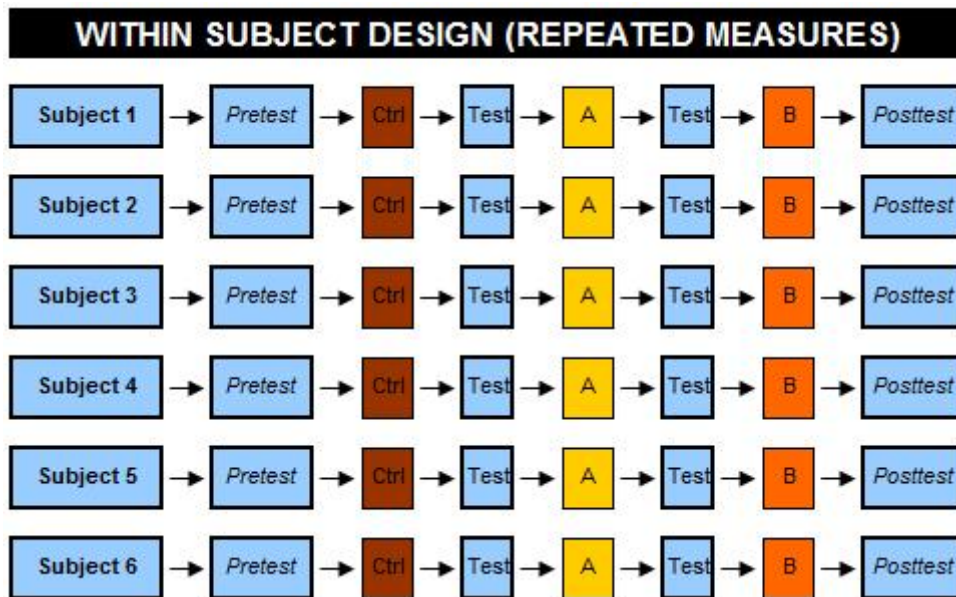 WITHIN SUBJECT DESIGN (REPEATED MEASURES)
Subject 1 Pretest Ctrl Test A Test B Posttest
Subject 2 Pretest Ctrl Test A Test B Posttest
Subject 3 Pretest Ctrl Test A Test B Posttest
Subject 4 Pretest Ctrl Test A Test B Posttest
Subject 5 Pretest Ctrl Test A Test B Posttest
Subject 6 Pretest Ctrl Test A Test B Posttest